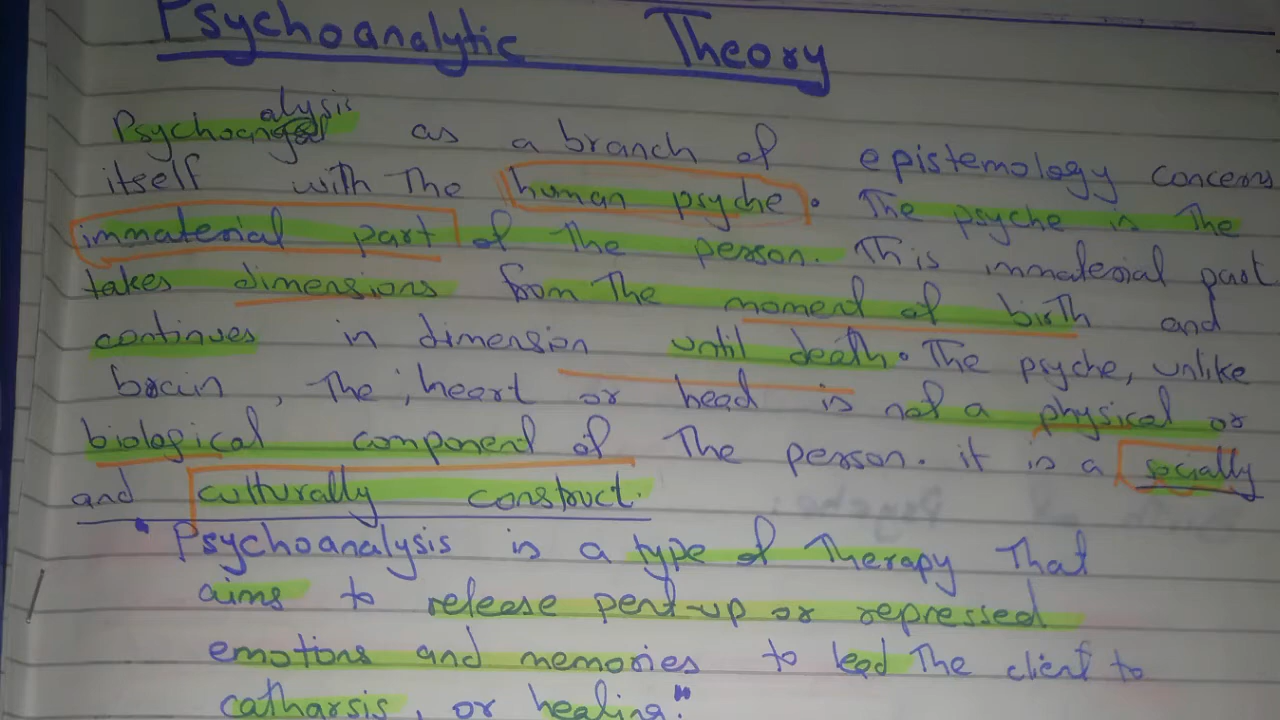 Psychoanalytic Theory
Psychoanalysis as a branch of epistemology concerns
itself with the human psyche. The psyche is the
immaterial part of the person. This immaterial part
takes dimensions from the moment of birth and
continues in dimension until death. The psyche, unlike
brain, the, heart or head is not a physical or
biological component of the person. it is a socially
and culturally construct.
"Psychoanalysis is a type of therapy that
aims to release pent-up or repressed
emotions and memories to lead the client to
catharsis, or healing."